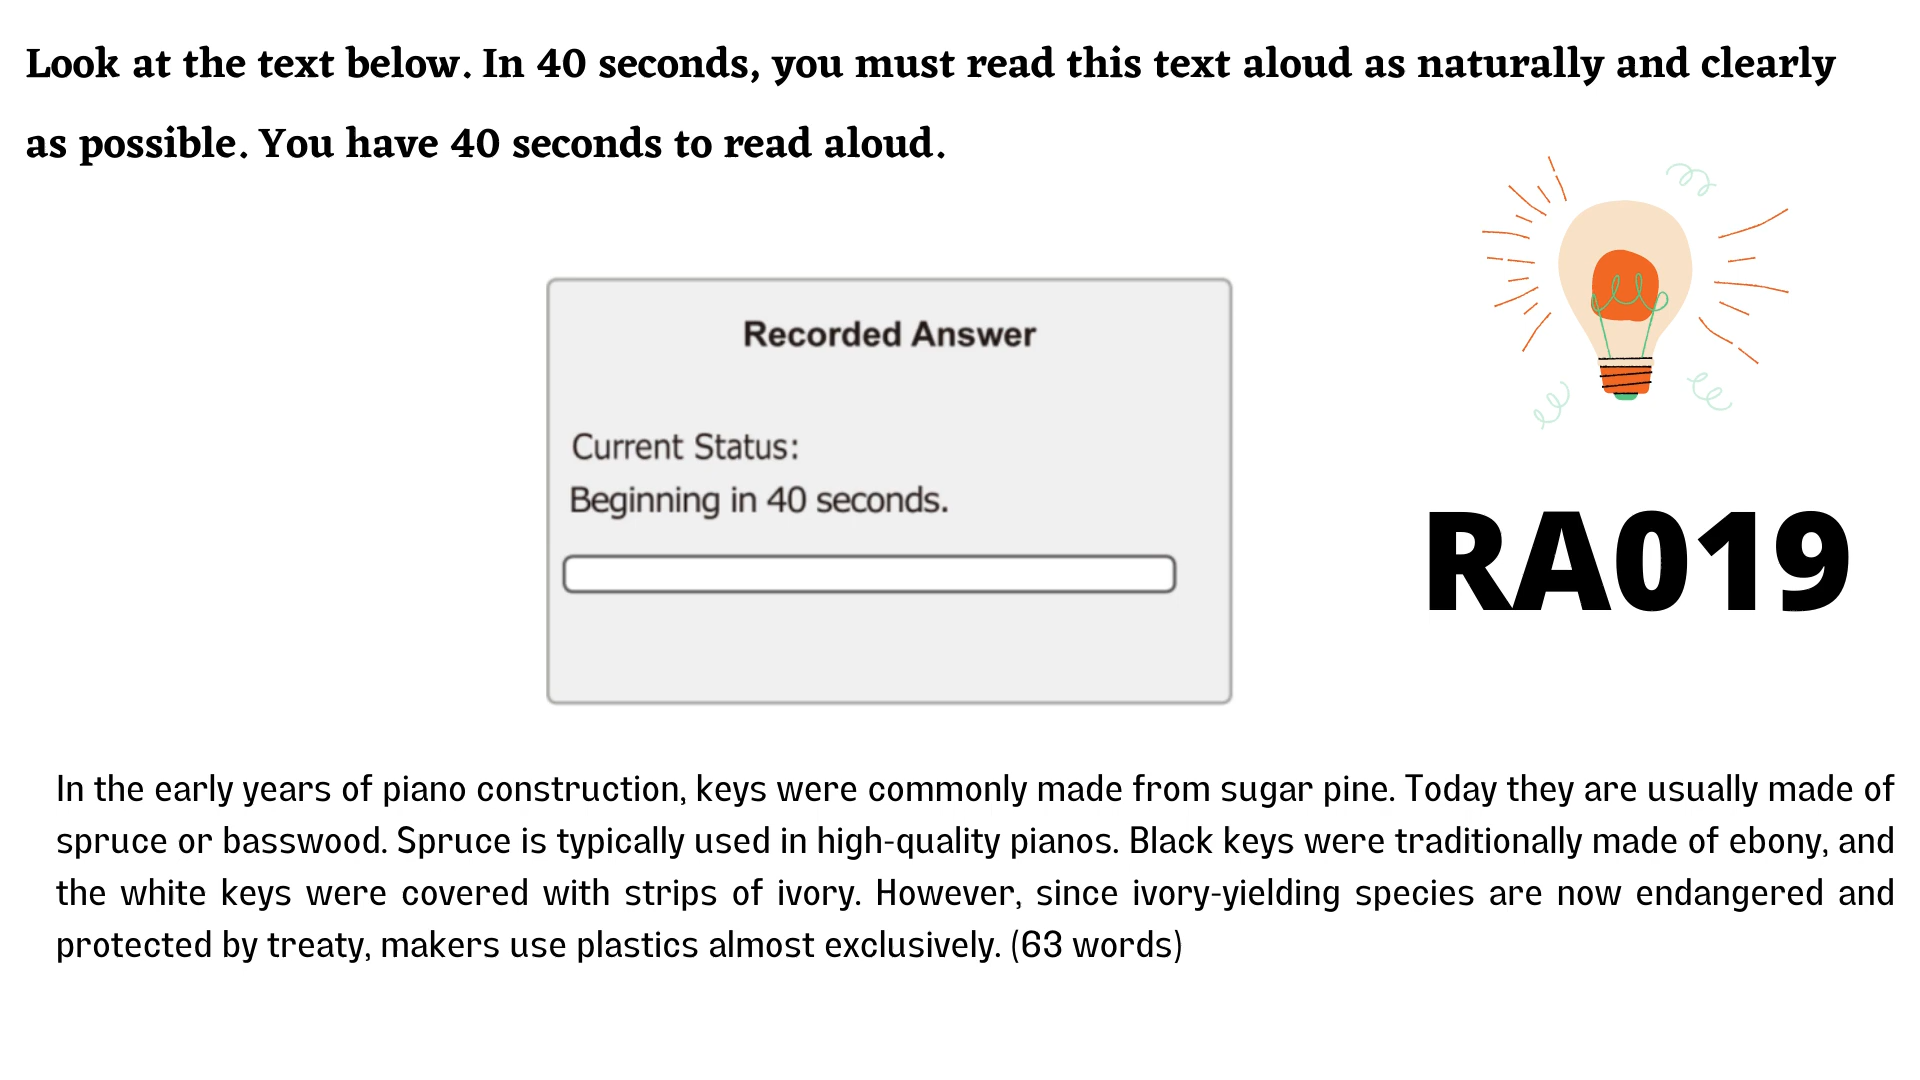 Look at the text below. In 40 seconds, you must read this text aloud as naturally and clearly
as possible. You have 40 seconds to read aloud.
Recorded Answer
Current Status:
Beginning in 40 seconds.
RA019
In the early years of piano construction, keys were commonly made from sugar pine. Today they are usually made of
spruce or basswood. Spruce is typically used in high-quality pianos. Black keys were traditionally made of ebony, and
the white keys were covered with strips of ivory. However, since ivory-yielding species are now endangered and
protected by treaty, makers use plastics almost exclusively. (63 words)